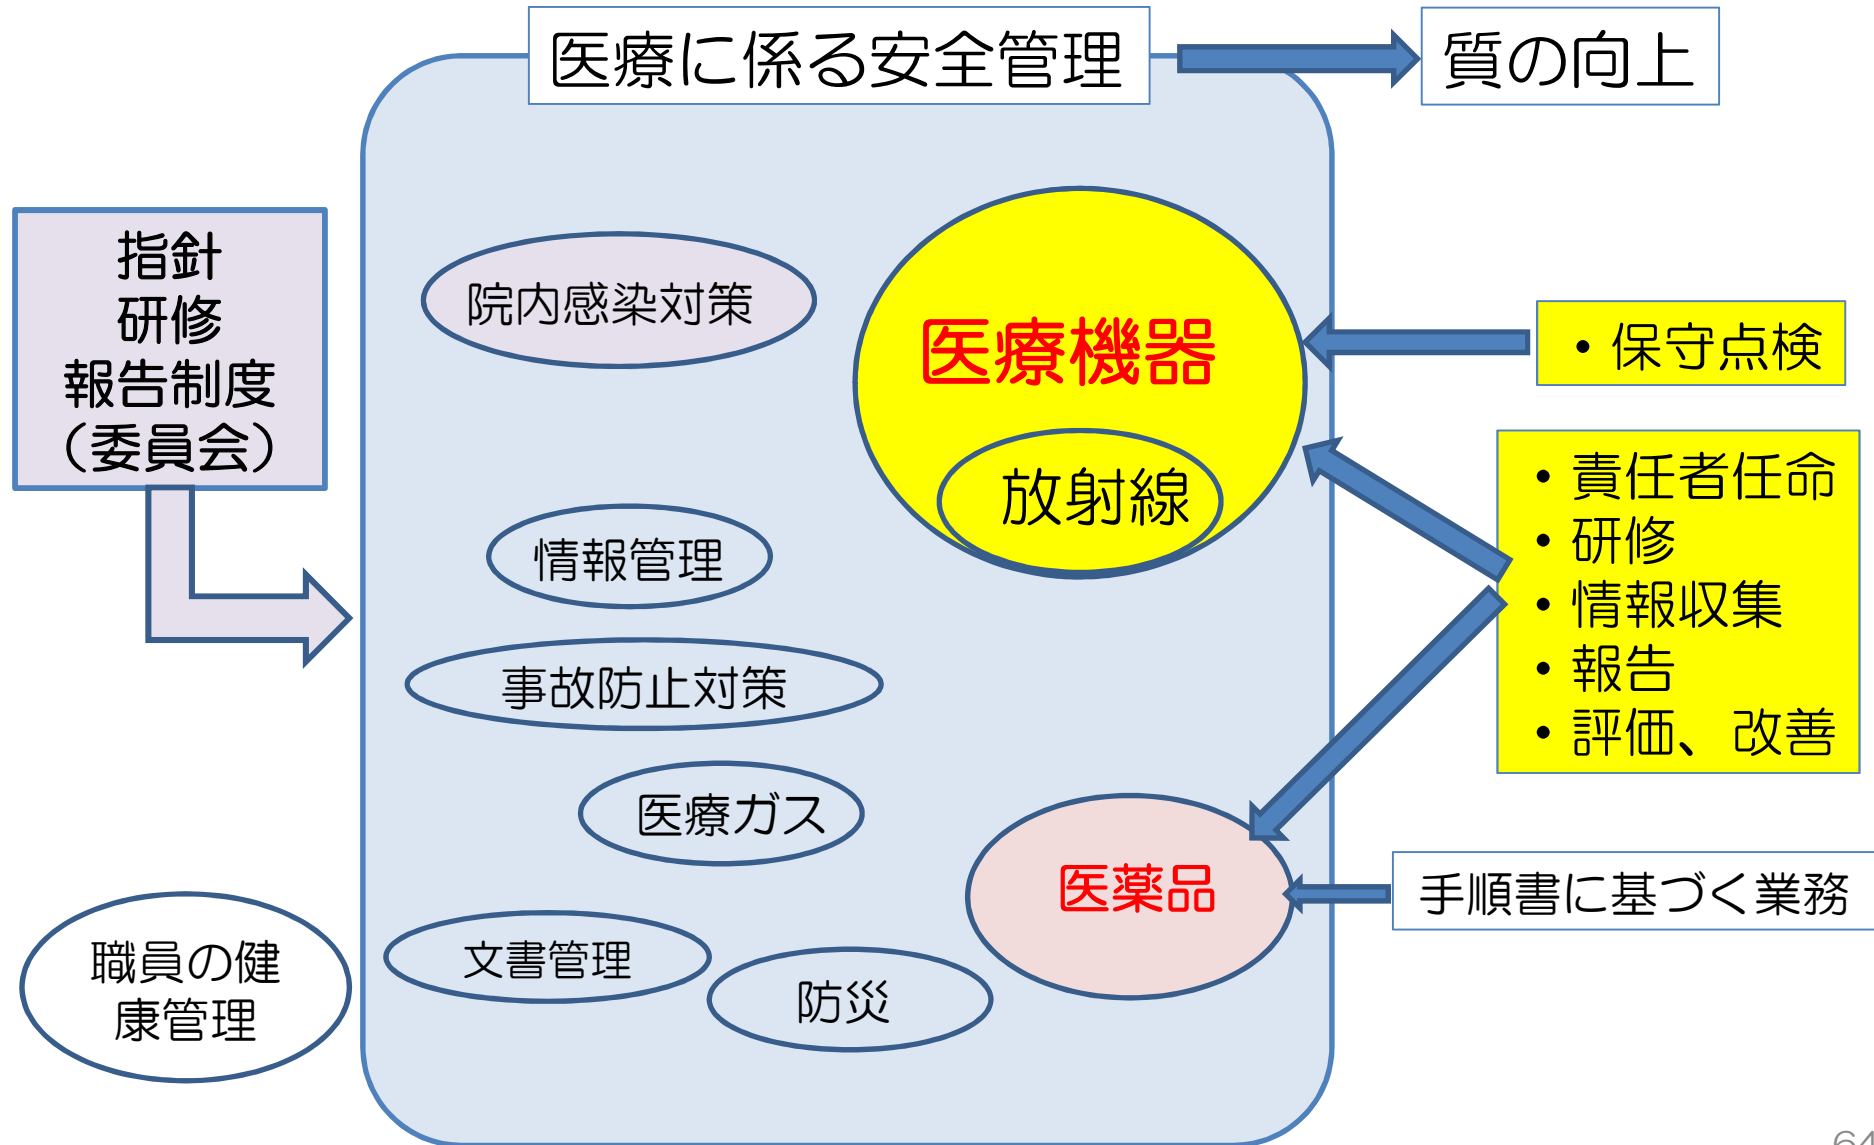 医療に係る安全管理
質の向上
指針
研修
報告制度
（委員会）
院内感染対策
医療機器
放射線
・保守点検
・責任者任命
・研修
・情報収集
・報告
・評価、改善
情報管理
事故防止対策
医療ガス
医薬品
手順書に基づく業務
文書管理
防災
職員の健
康管理
64